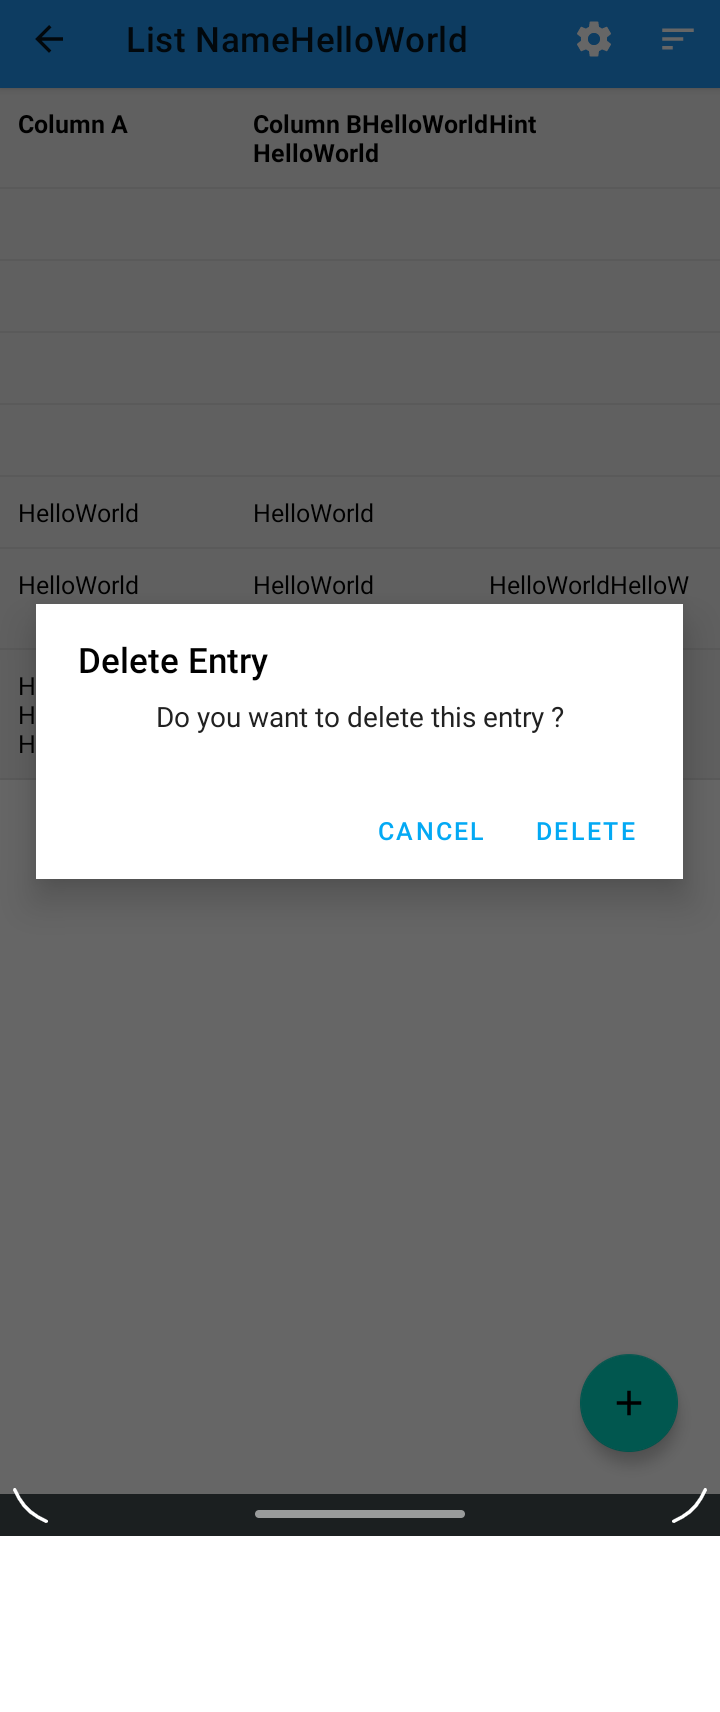 List NameHelloWorld
Column A
Column BHelloWorldHint
HelloWorld
HelloWorld HelloWorld
HelloWorld HelloWorld HelloWorldHelloW
H
H
H
Delete Entry
Do you want to delete this entry ?
CANCEL DELETE